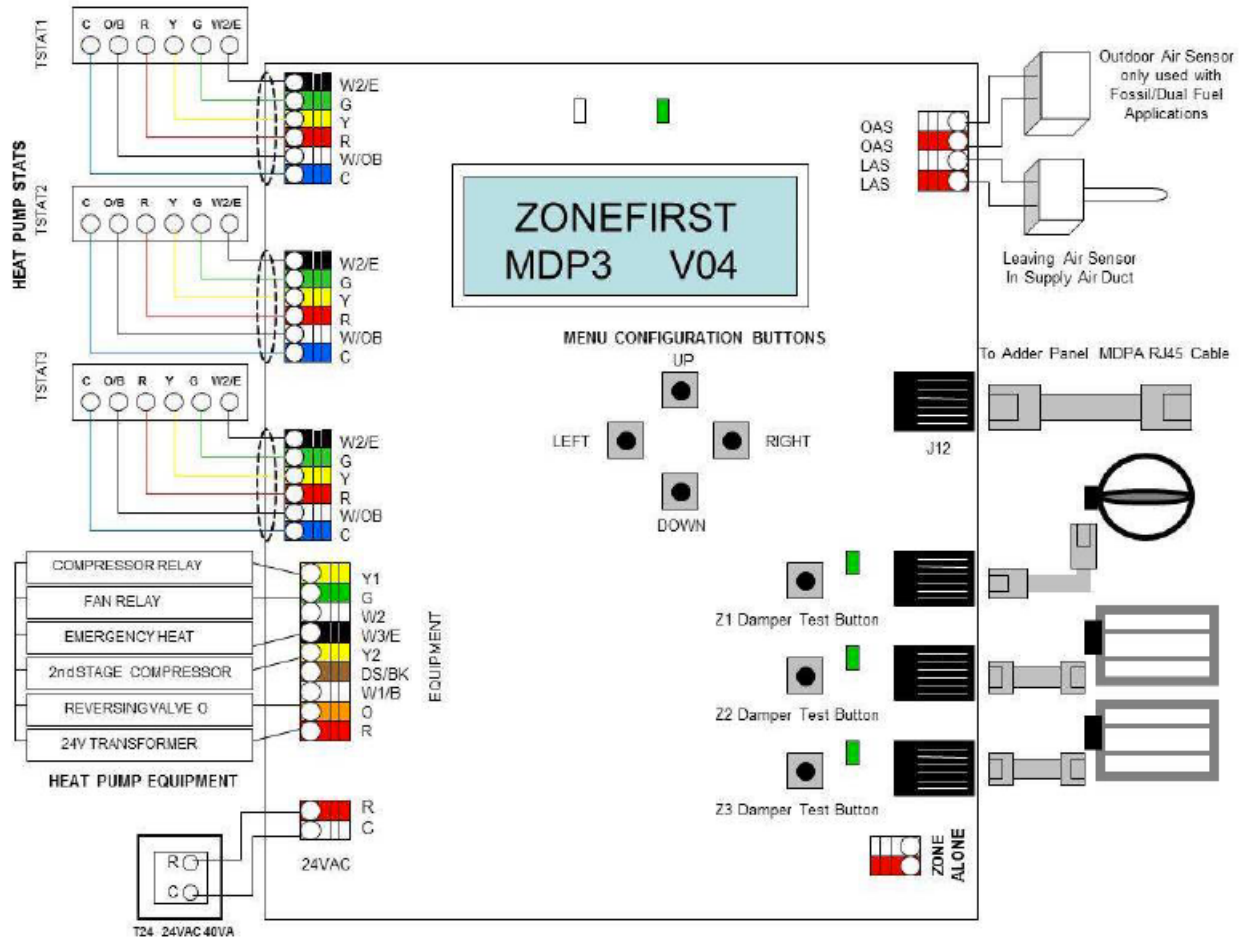 HEAT PUMP STATS
TSTAT1
C O/B R Y G W2/E
W2/E
G
Y
R
W/OB
C
TSTAT2
C O/B R Y G W2/E
W2/E
G
Y
R
W/OB
C
TSTAT3
C O/B R Y G W2/E
W2/E
G
Y
R
W/OB
C
COMPRESSOR RELAY
FAN RELAY
EMERGENCY HEAT
2nd STAGE COMPRESSOR
REVERSING VALVE O
24V TRANSFORMER
HEAT PUMP EQUIPMENT
Y1
G
W2
W3/E
Y2
DS/BK
W1/B
O
R
EQUIPMENT
R
C
24VAC
R
C
T24 24VAC 40VA
ZONEFIRST
MDP3 V04
MENU CONFIGURATION BUTTONS
UP
LEFT
RIGHT
DOWN
OAS
OAS
LAS
LAS
Outdoor Air Sensor
only used with
Fossil/Dual Fuel
Applications
Leaving Air Sensor
In Supply Air Duct
To Adder Panel MDPA RJ45 Cable
J12
Z1 Damper Test Button
Z2 Damper Test Button
Z3 Damper Test Button
ZONE
ALONE